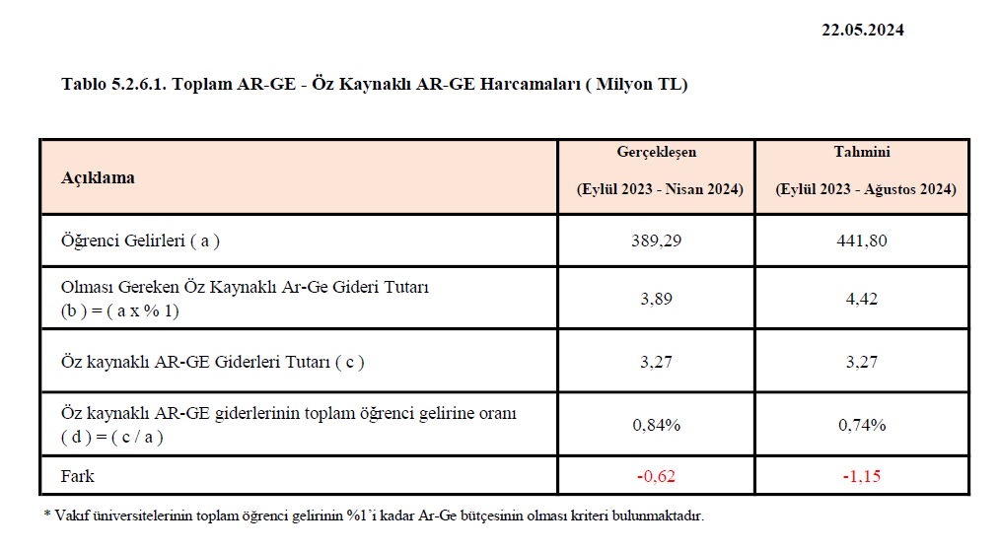 22.05.2024
Tablo 5.2.6.1. Toplam AR-GE - Öz Kaynaklı AR-GE Harcamaları ( Milyon TL)
Açıklama
Gerçekleşen
(Eylül 2023 - Nisan 2024)
Tahmini
(Eylül 2023 - Ağustos 2024)
Öğrenci Gelirleri ( a ) 389,29 441,80
Olması Gereken Öz Kaynaklı Ar-Ge Gideri Tutarı
(b ) = ( a x % 1) 3,89 4,42
Öz kaynaklı AR-GE Giderleri Tutarı ( c ) 3,27 3,27
Öz kaynaklı AR-GE giderlerinin toplam öğrenci gelirine oranı
( d ) = ( c / a ) 0,84% 0,74%
Fark -0,62 -1,15
* Vakıf üniversitelerinin toplam öğrenci gelirinin %1’i kadar Ar-Ge bütçesinin olması kriteri bulunmaktadır.